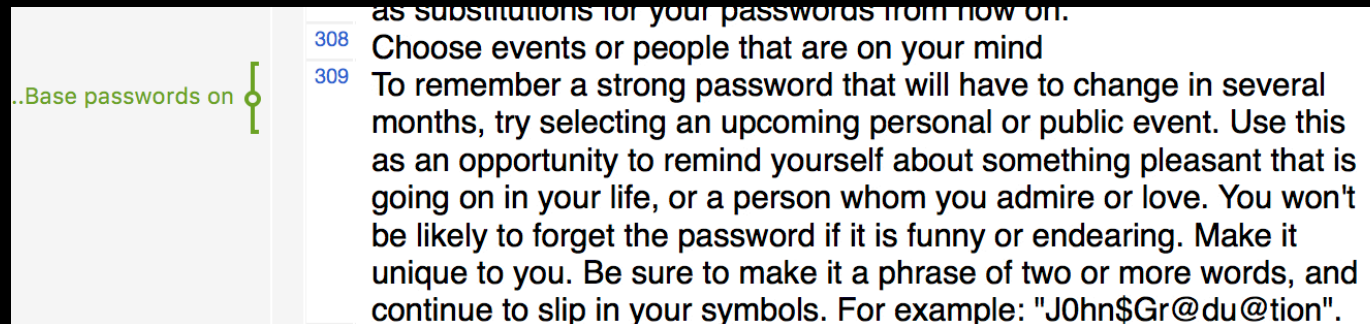 as substitutions for your passwords from now on.
308 Choose events or people that are on your mind
309 To remember a strong password that will have to change in several
..Base passwords on
months, try selecting an upcoming personal or public event. Use this
as an opportunity to remind yourself about something pleasant that is
going on in your life, or a person whom you admire or love. You won't
be likely to forget the password if it is funny or endearing. Make it
unique to you. Be sure to make it a phrase of two or more words, and
continue to slip in your symbols. For example: "J0hn$Gr@du@tion".